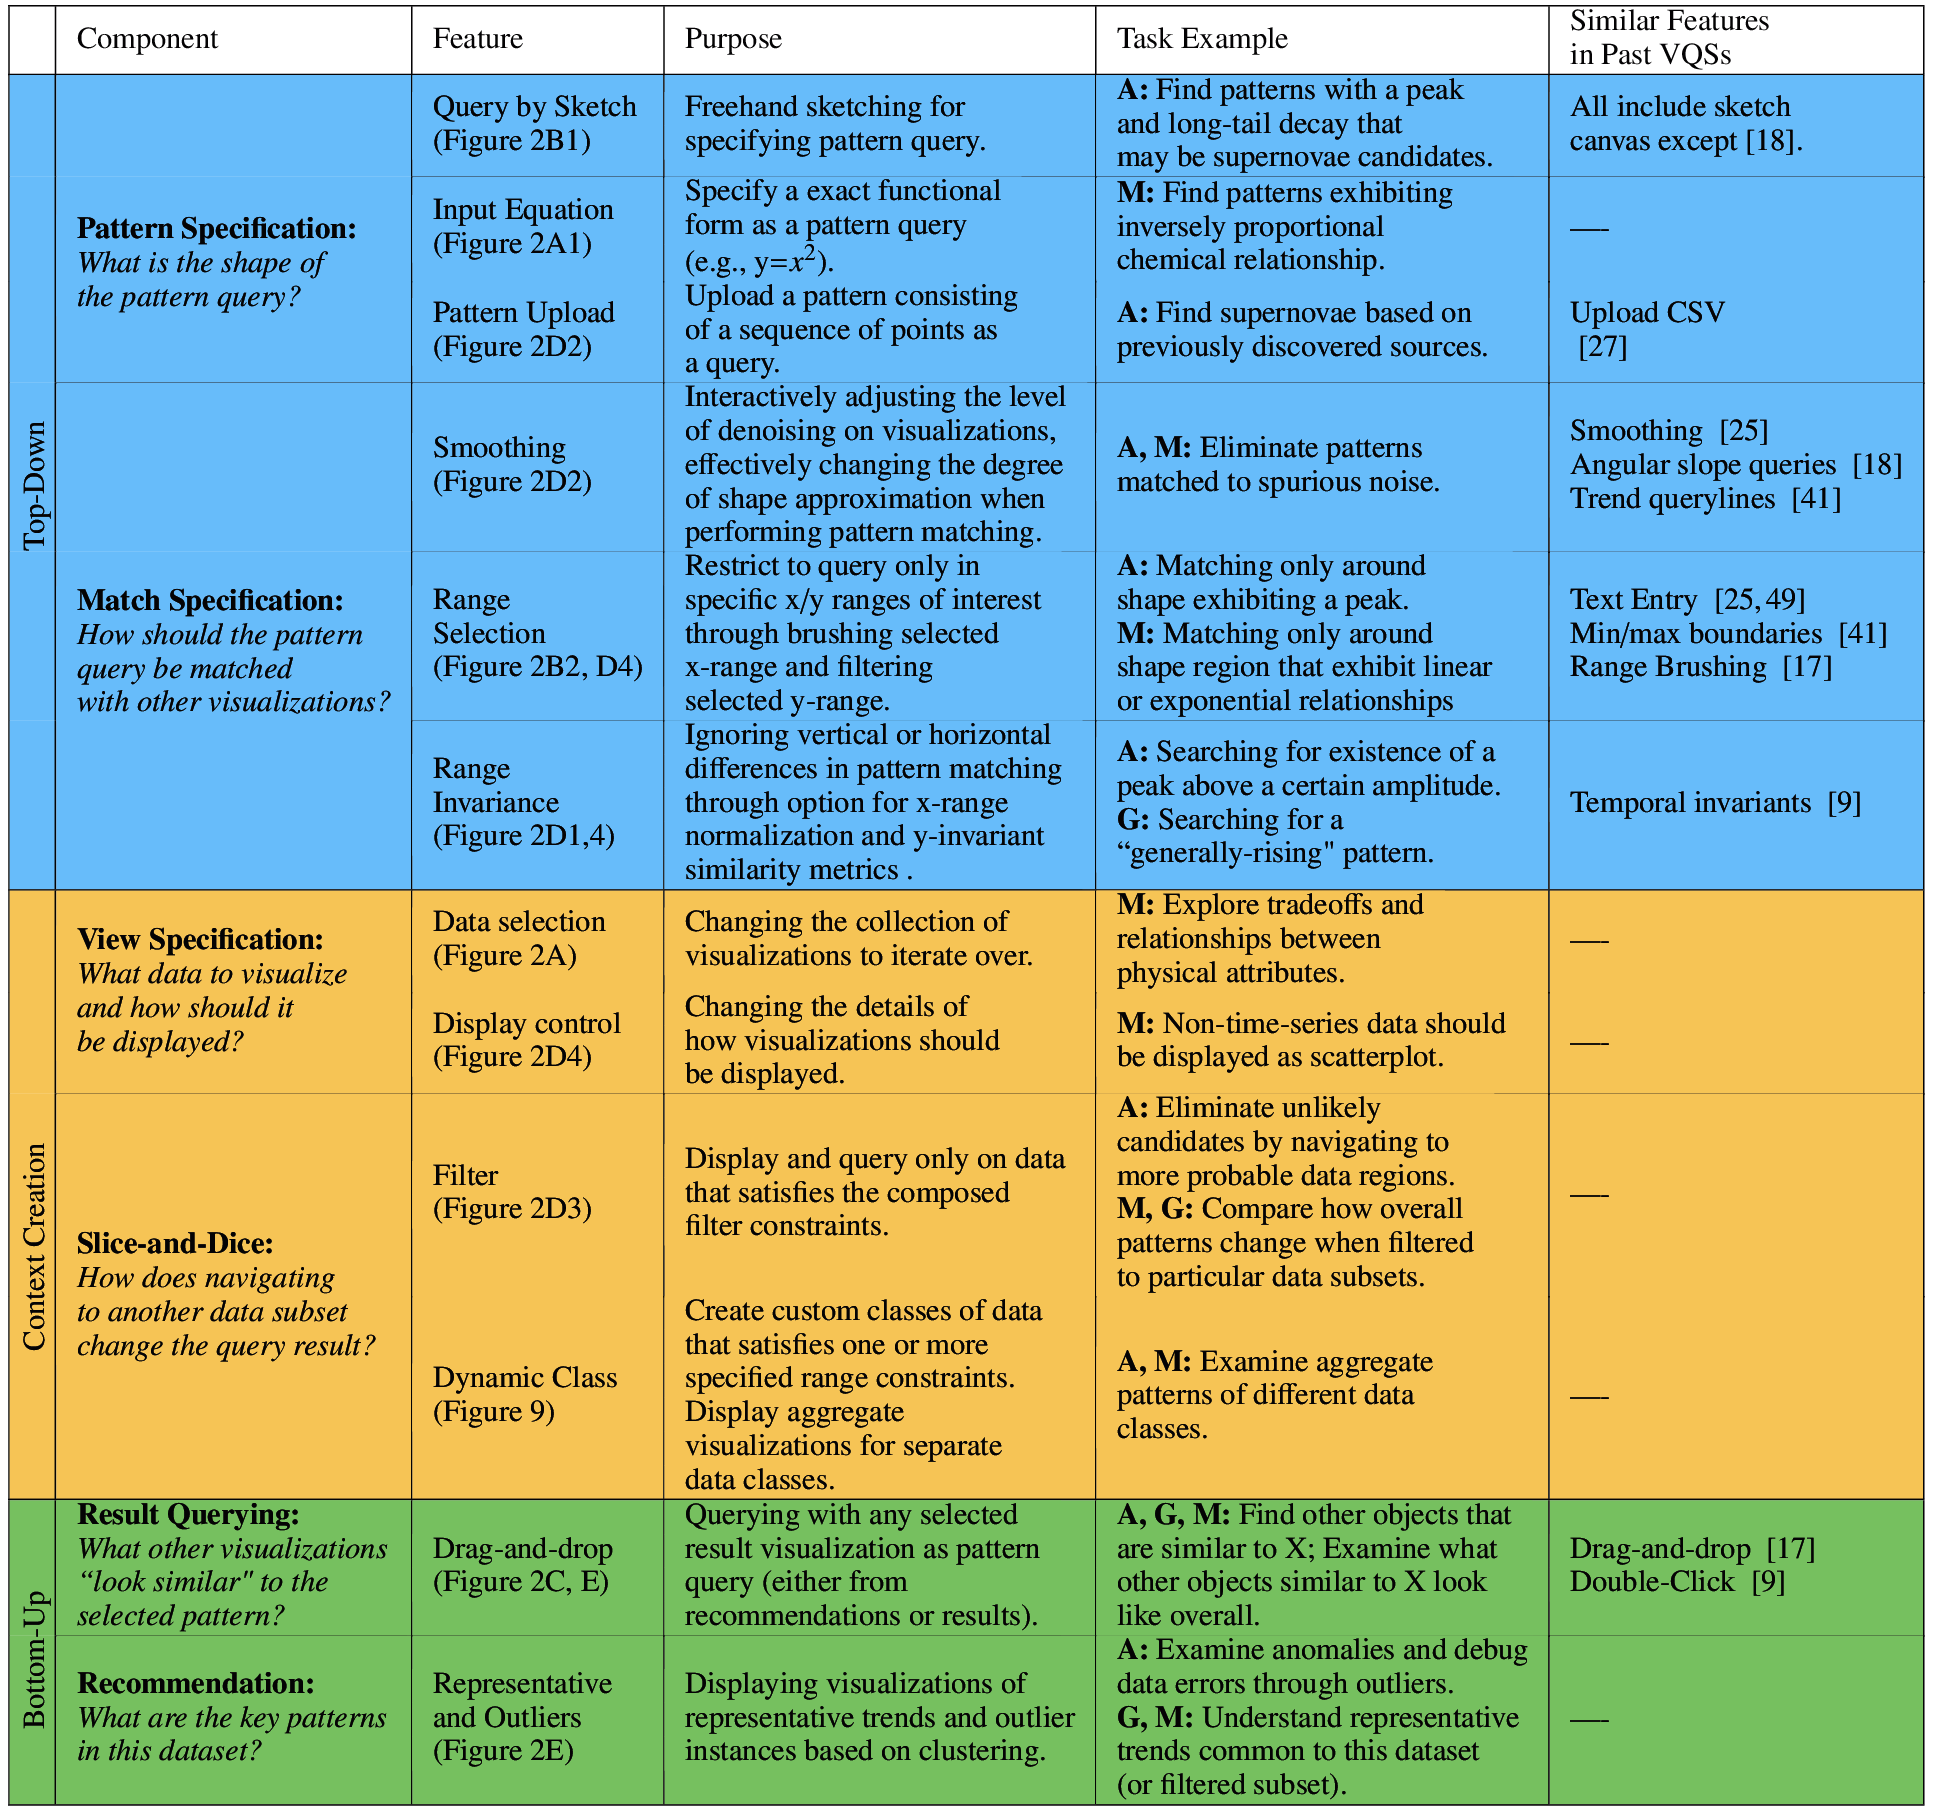 Component
Feature
Purpose
Task Example
Similar Features
in Past VQSs
Top-Down
Pattern Specification:
What is the shape of
the pattern query?
Query by Sketch
(Figure 2B1)
Freehand sketching for
specifying pattern query.
A: Find patterns with a peak
and long-tail decay that
may be supernovae candidates.
All include sketch
canvas except [18].
Input Equation
(Figure 2A1)
Specify a exact functional
form as a pattern query
(e.g., y=x²).
M: Find patterns exhibiting
inversely proportional
chemical relationship.
—-
Pattern Upload
(Figure 2D2)
Upload a pattern consisting
of a sequence of points as
a query.
A: Find supernovae based on
previously discovered sources.
Upload CSV
[27]
Match Specification:
How should the pattern
query be matched
with other visualizations?
Smoothing
(Figure 2D2)
Interactively adjusting the level
of denoising on visualizations,
effectively changing the degree
of shape approximation when
performing pattern matching.
A, M: Eliminate patterns
matched to spurious noise.
Smoothing [25]
Angular slope queries [18]
Trend querylines [41]
Range
Selection
(Figure 2B2, D4)
Restrict to query only in
specific x/y ranges of interest
through brushing selected
x-range and filtering
selected y-range.
A: Matching only around
shape exhibiting a peak.
M: Matching only around
shape region that exhibit linear
or exponential relationships
Text Entry [25, 49]
Min/max boundaries [41]
Range Brushing [17]
Range
Invariance
(Figure 2D1,4)
Ignoring vertical or horizontal
differences in pattern matching
through option for x-range
normalization and y-invariant
similarity metrics .
A: Searching for existence of a
peak above a certain amplitude.
G: Searching for a
“generally-rising" pattern.
Temporal invariants [9]
Context Creation
View Specification:
What data to visualize
and how should it
be displayed?
Data selection
(Figure 2A)
Changing the collection of
visualizations to iterate over.
M: Explore tradeoffs and
relationships between
physical attributes.
—-
Display control
(Figure 2D4)
Changing the details of
how visualizations should
be displayed.
M: Non-time-series data should
be displayed as scatterplot.
—-
Slice-and-Dice:
How does navigating
to another data subset
change the query result?
Filter
(Figure 2D3)
Display and query only on data
that satisfies the composed
filter constraints.
A: Eliminate unlikely
candidates by navigating to
more probable data regions.
M, G: Compare how overall
patterns change when filtered
to particular data subsets.
—-
Dynamic Class
(Figure 9)
Create custom classes of data
that satisfies one or more
specified range constraints.
Display aggregate
visualizations for separate
data classes.
A, M: Examine aggregate
patterns of different data
classes.
—-
Bottom-Up
Result Querying:
What other visualizations
“look similar" to the
selected pattern?
Drag-and-drop
(Figure 2C, E)
Querying with any selected
result visualization as pattern
query (either from
recommendations or results).
A, G, M: Find other objects that
are similar to X; Examine what
other objects similar to X look
like overall.
Drag-and-drop [17]
Double-Click [9]
Recommendation:
What are the key patterns
in this dataset?
Representative
and Outliers
(Figure 2E)
Displaying visualizations of
representative trends and outlier
instances based on clustering.
A: Examine anomalies and debug
data errors through outliers.
G, M: Understand representative
trends common to this dataset
(or filtered subset).
—-